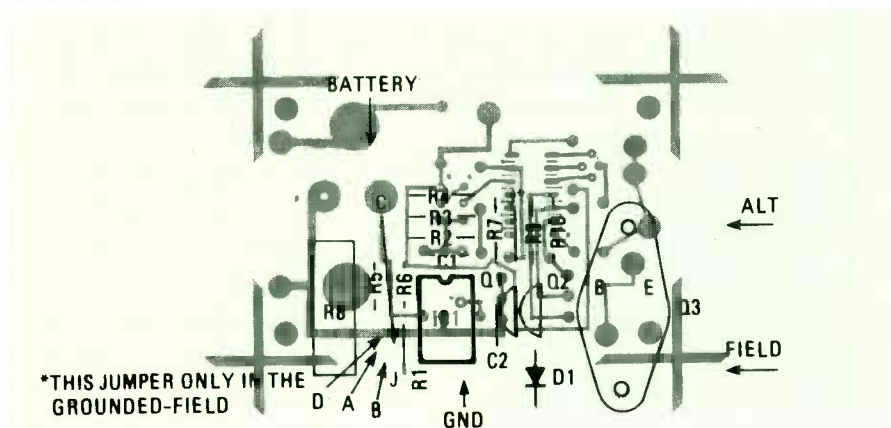 BATTERY
C
R4
R3
R2
R7
R10
ALT
C1
R5
R6
Q1
Q2
B
E
Q3
R8
IC1
FIELD
*THIS JUMPER ONLY IN THE
GROUNDED-FIELD
D
A
B
J
R1
C2
D1
GND